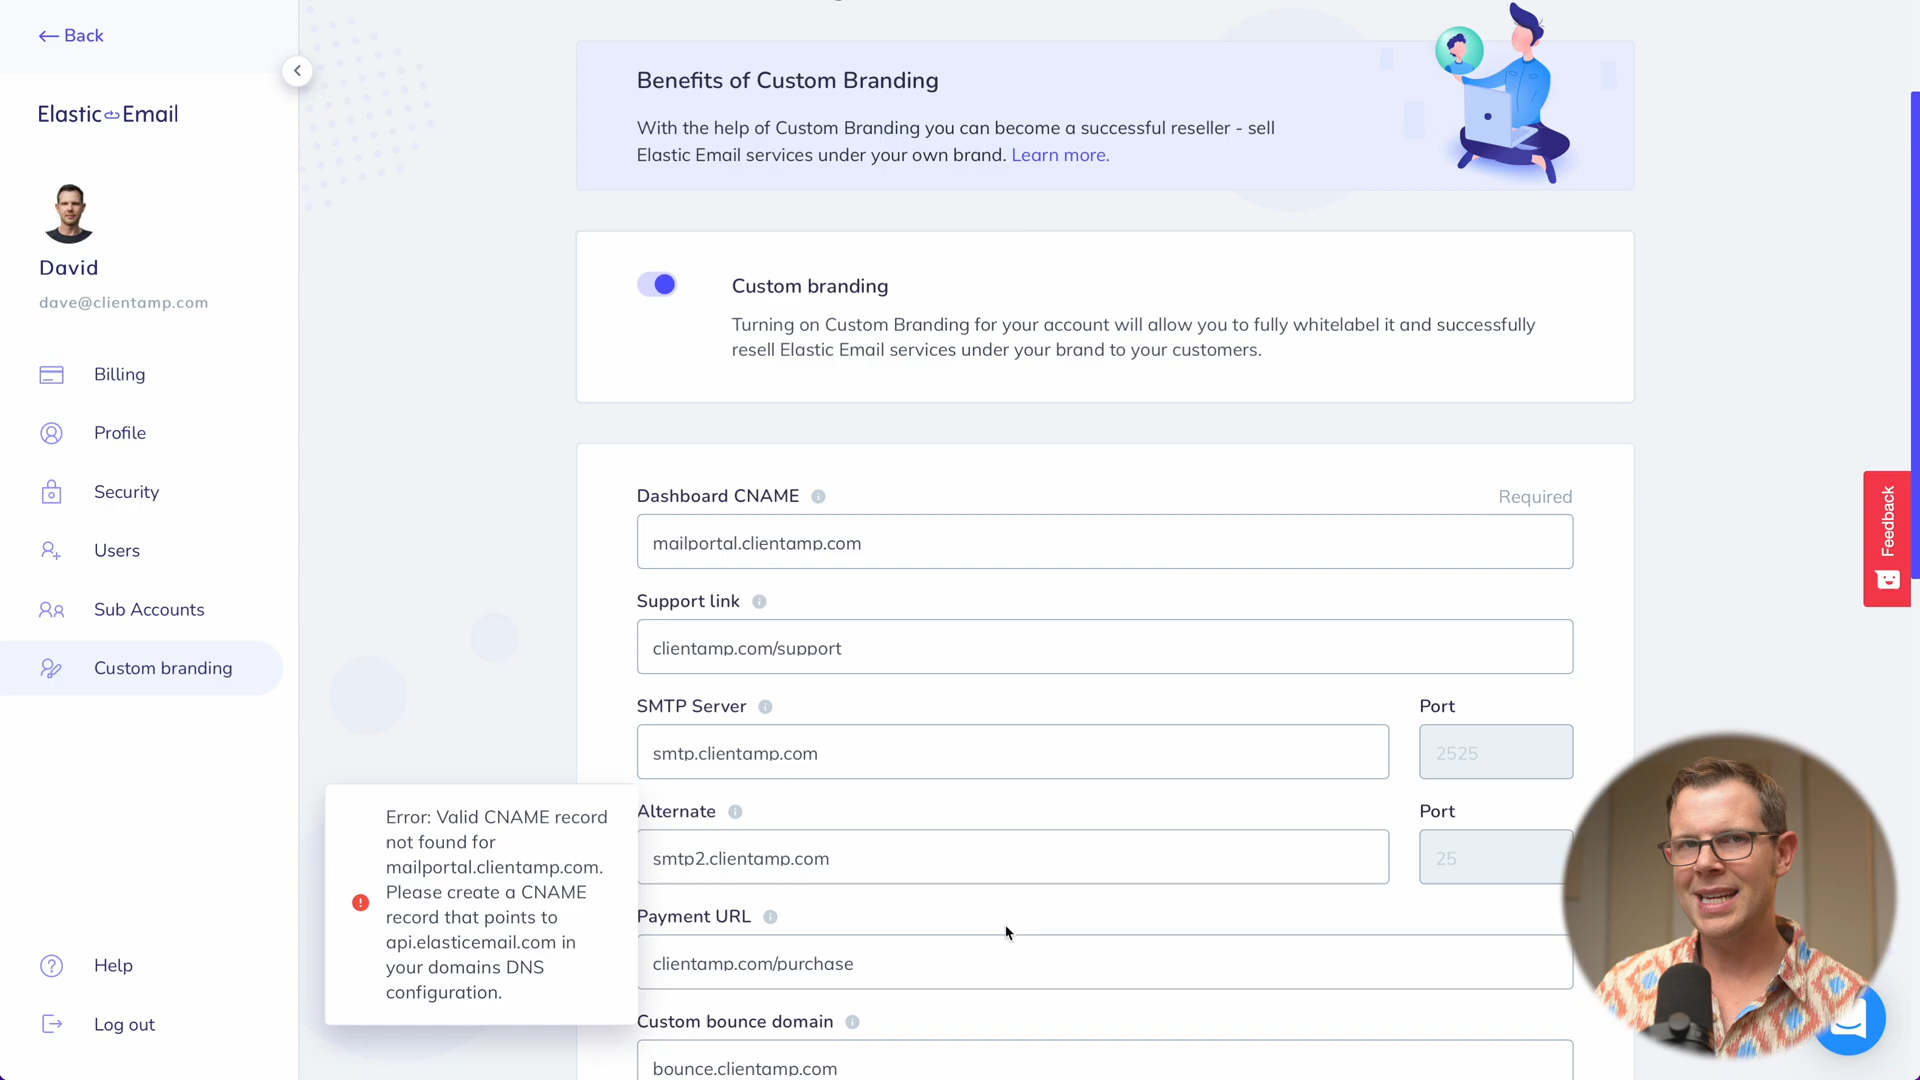 Back
Elastic Email
David
dave@clientamp.com
Billing
Profile
Security
Users
Sub Accounts
Custom branding
Help
Log out
Benefits of Custom Branding
With the help of Custom Branding you can become a successful reseller - sell
Elastic Email services under your own brand. Learn more.
Custom branding
Turning on Custom Branding for your account will allow you to fully whitelabel it and successfully
resell Elastic Email services under your brand to your customers.
Dashboard CNAME
Required
mailportal.clientamp.com
Support link
clientamp.com/support
SMTP Server
Port
smtp.clientamp.com
2525
Alternate
Port
smtp2.clientamp.com
25
Payment URL
clientamp.com/purchase
Custom bounce domain
bounce.clientamp.com
Error: Valid CNAME record
not found for
mailportal.clientamp.com.
Please create a CNAME
record that points to
api.elasticemail.com in
your domains DNS
configuration.
Feedback